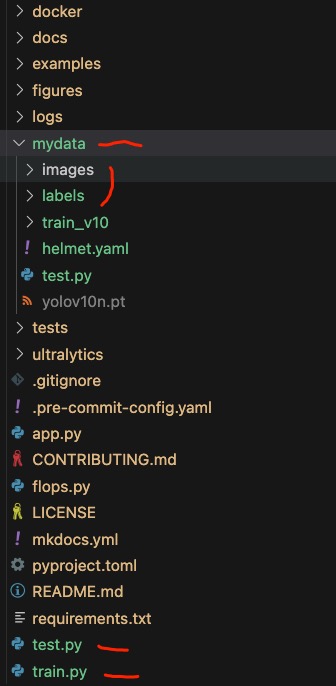 docker
docs
examples
figures
logs
mydata
images
labels
train_v10
helmet.yaml
test.py
yolov10n.pt
tests
ultralytics
.gitignore
.pre-commit-config.yaml
app.py
CONTRIBUTING.md
flops.py
LICENSE
mkdocs.yml
pyproject.toml
README.md
requirements.txt
test.py
train.py